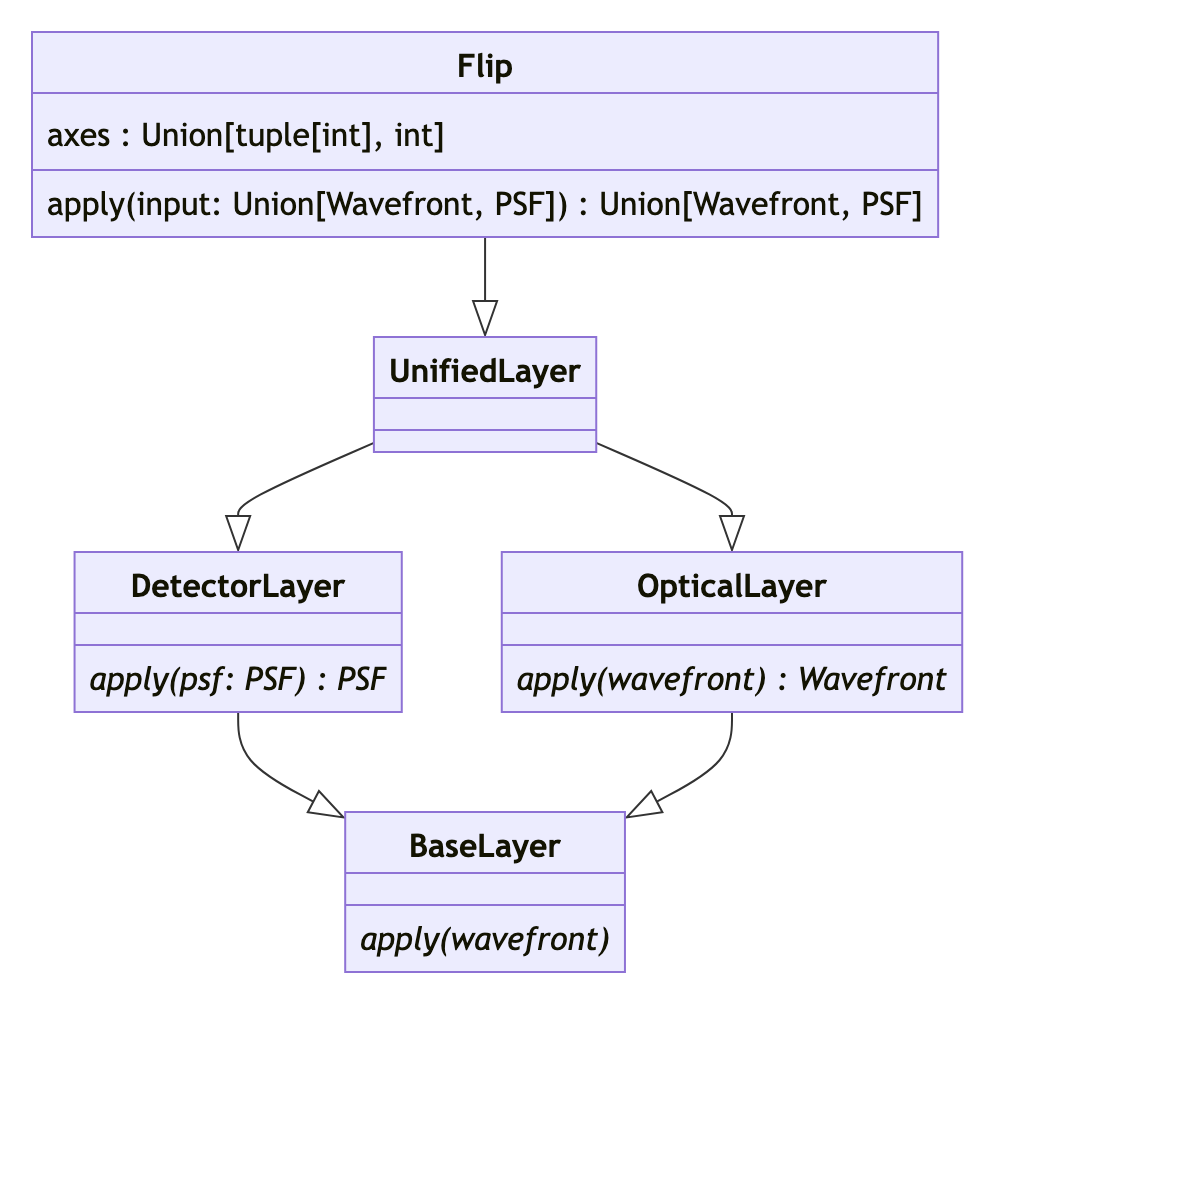 Flip
axes : Union[tuple[int], int]
apply(input: Union[Wavefront, PSF]) : Union[Wavefront, PSF]
UnifiedLayer
DetectorLayer
apply(psf: PSF) : PSF
OpticalLayer
apply(wavefront) : Wavefront
BaseLayer
apply(wavefront)